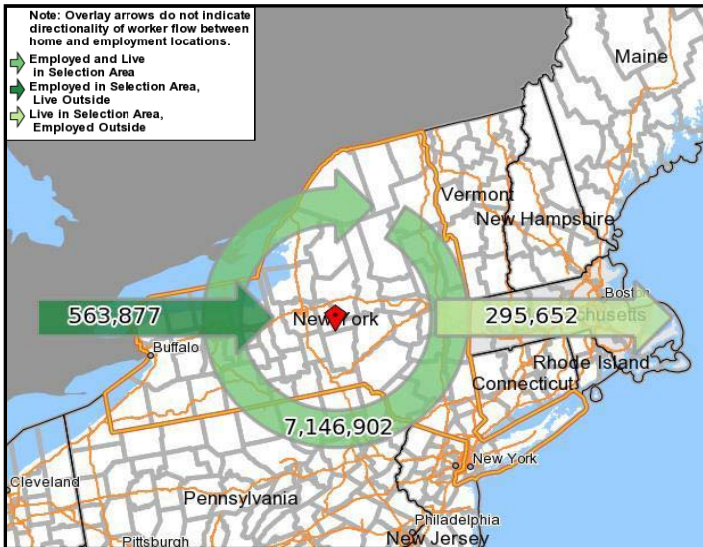 Note: Overlay arrows do not indicate
directionality of worker flow between
home and employment locations.
Employed and Live
in Selection Area
Employed in Selection Area,
Live Outside
Live in Selection Area,
Employed Outside
Maine
Vermont
New Hampshire
Boston
563,877
New York
295,652
Buffalo
Rhode Island
Connecticut
7,146,902
New York
Cleveland
Pennsylvania
Philadelphia
Pittsburgh
New Jersey